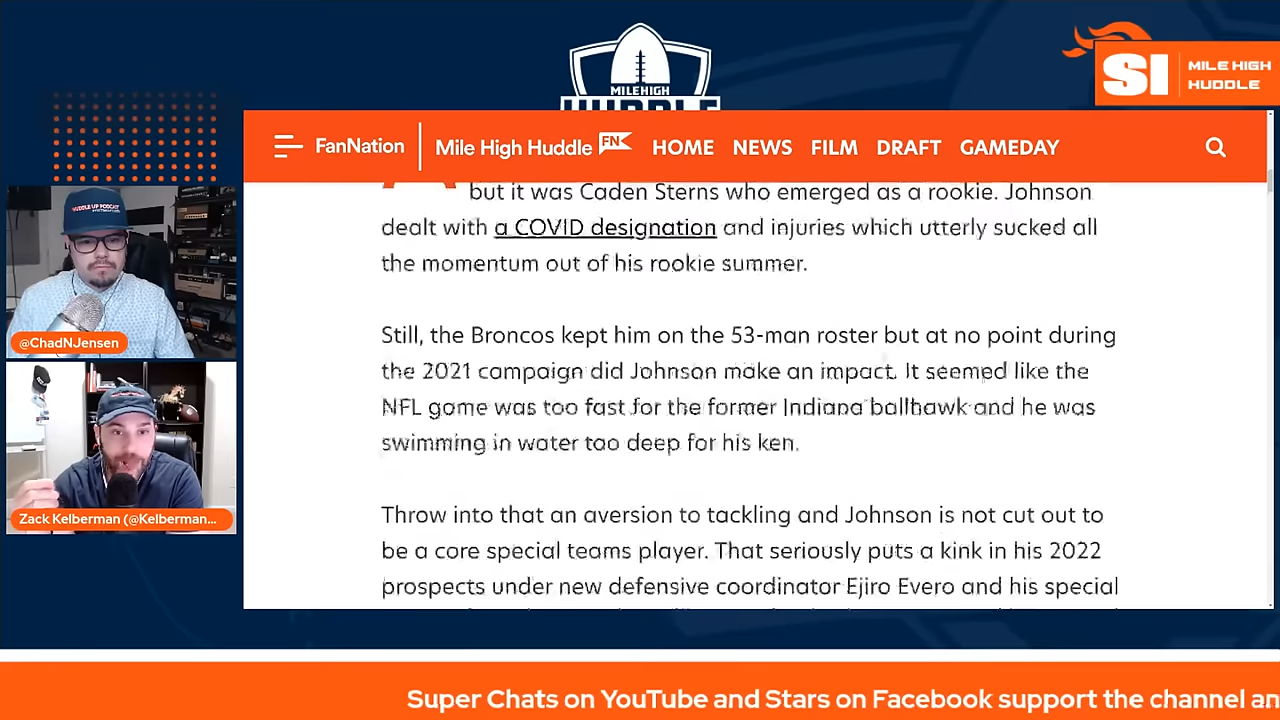 MILE HIGH
HUDDLE
SI
MILE HIGH
HUDDLE
FanNation
Mile High Huddle FN
HOME NEWS FILM DRAFT GAMEDAY
but it was Caden Sterns who emerged as a rookie. Johnson
dealt with a COVID designation and injuries which utterly sucked all
the momentum out of his rookie summer.
Still, the Broncos kept him on the 53-man roster but at no point during
the 2021 campaign did Johnson make an impact. It seemed like the
NFL game was too fast for the former Indiana ballhawk and he was
swimming in water too deep for his ken.
Throw into that an aversion to tackling and Johnson is not cut out to
be a core special teams player. That seriously puts a kink in his 2022
prospects under new defensive coordinator Ejiro Evero and his special
HUDDLE UP PODCAST
@ChadNJensen
Zack Kelberman (@Kelberman...
Super Chats on YouTube and Stars on Facebook support the channel an